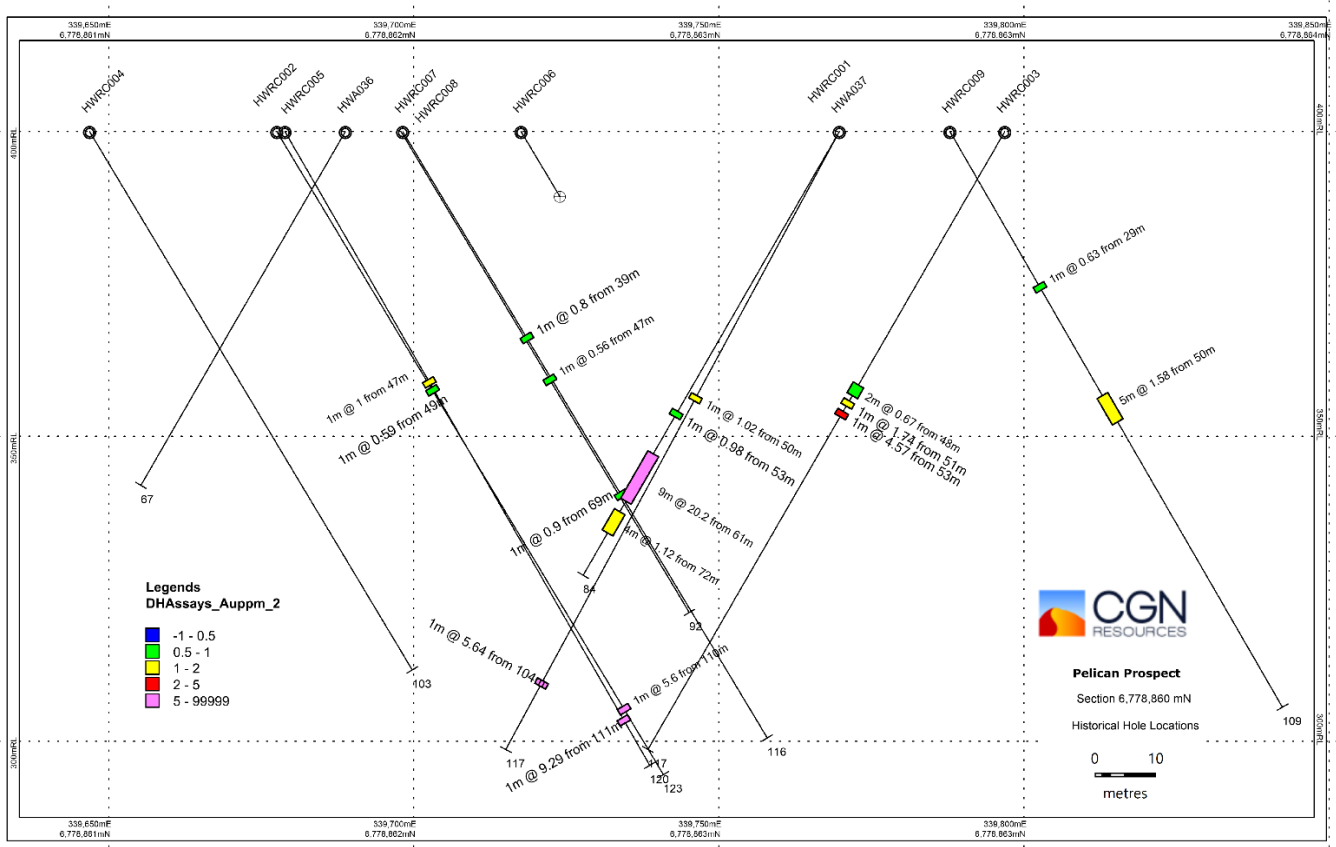 339,650mE
6,778,861mN
339,700mE
6,778,862mN
339,750mE
6,778,863mN
339,800mE
6,778,863mN
339,850mE
6,778,864mN
HWRC004
HWRC002
HWRC005
HWA036
HWRC007
HWRC008
HWRC006
HWRC001
HWA037
HWRC009
HWRC003
400mRL
400mRL
1m @ 0.63 from 29m
1m @ 0.8 from 39m
1m @ 0.56 from 47m
5m @ 1.58 from 50m
1m @ 1 from 47m
1m @ 0.59 from 49m
1m @ 1.02 from 50m
1m @ 0.98 from 53m
2m @ 0.67 from 48m
1m @ 1.74 from 51m
1m @ 4.57 from 53m
350mRL
350mRL
67
1m @ 0.9 from 69m
9m @ 20.2 from 61m
4m @ 1.12 from 72m
84
92
Legends
DHAssays_Auppm_2
-1 - 0.5
0.5 - 1
1 - 2
2 - 5
5 - 99999
1m @ 5.64 from 104
103
1m @ 5.6 from 110m
1m @ 9.29 from 111m
117
117
120
123
116
109
300mRL
300mRL
CGN
RESOURCES
Pelican Prospect
Section 6,778,860 mN
Historical Hole Locations
0 10
metres
339,650mE
6,778,861mN
339,700mE
6,778,862mN
339,750mE
6,778,863mN
339,800mE
6,778,863mN